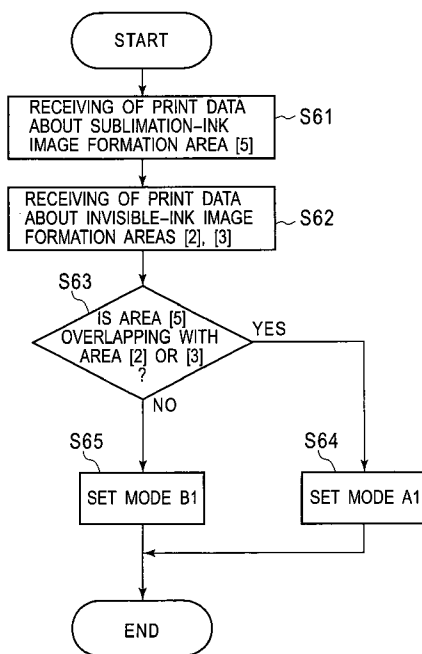 START
RECEIVING OF PRINT DATA
ABOUT SUBLIMATION-INK
IMAGE FORMATION AREA [5]
S61
RECEIVING OF PRINT DATA
ABOUT INVISIBLE-INK IMAGE
FORMATION AREAS [2], [3]
S62
S63
IS AREA [5]
OVERLAPPING WITH
AREA [2] OR [3]
?
YES
NO
S65
SET MODE B1
S64
SET MODE A1
END